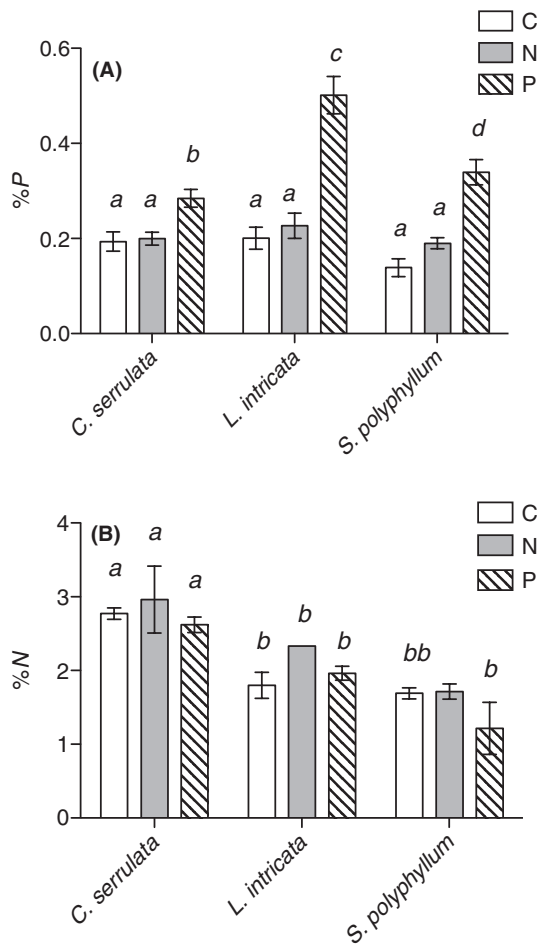 C
N
P
(A)
%P
0.6
0.4
0.2
0.0
a a b
a a c
a a d
C. serrulata
L. intricata
S. polyphyllum
C
N
P
(B)
%N
4
3
2
1
0
a a a
b b b
bb b
C. serrulata
L. intricata
S. polyphyllum